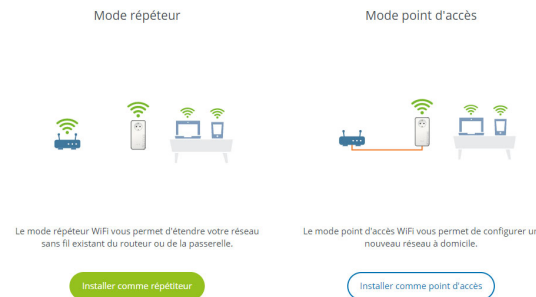 Mode répéteur
Mode point d'accès
Le mode répéteur WiFi vous permet d'étendre votre réseau
sans fil existant du routeur ou de la passerelle.
Le mode point d'accès WiFi vous permet de configurer un
nouveau réseau à domicile.
Installer comme répétiteur
Installer comme point d'accès